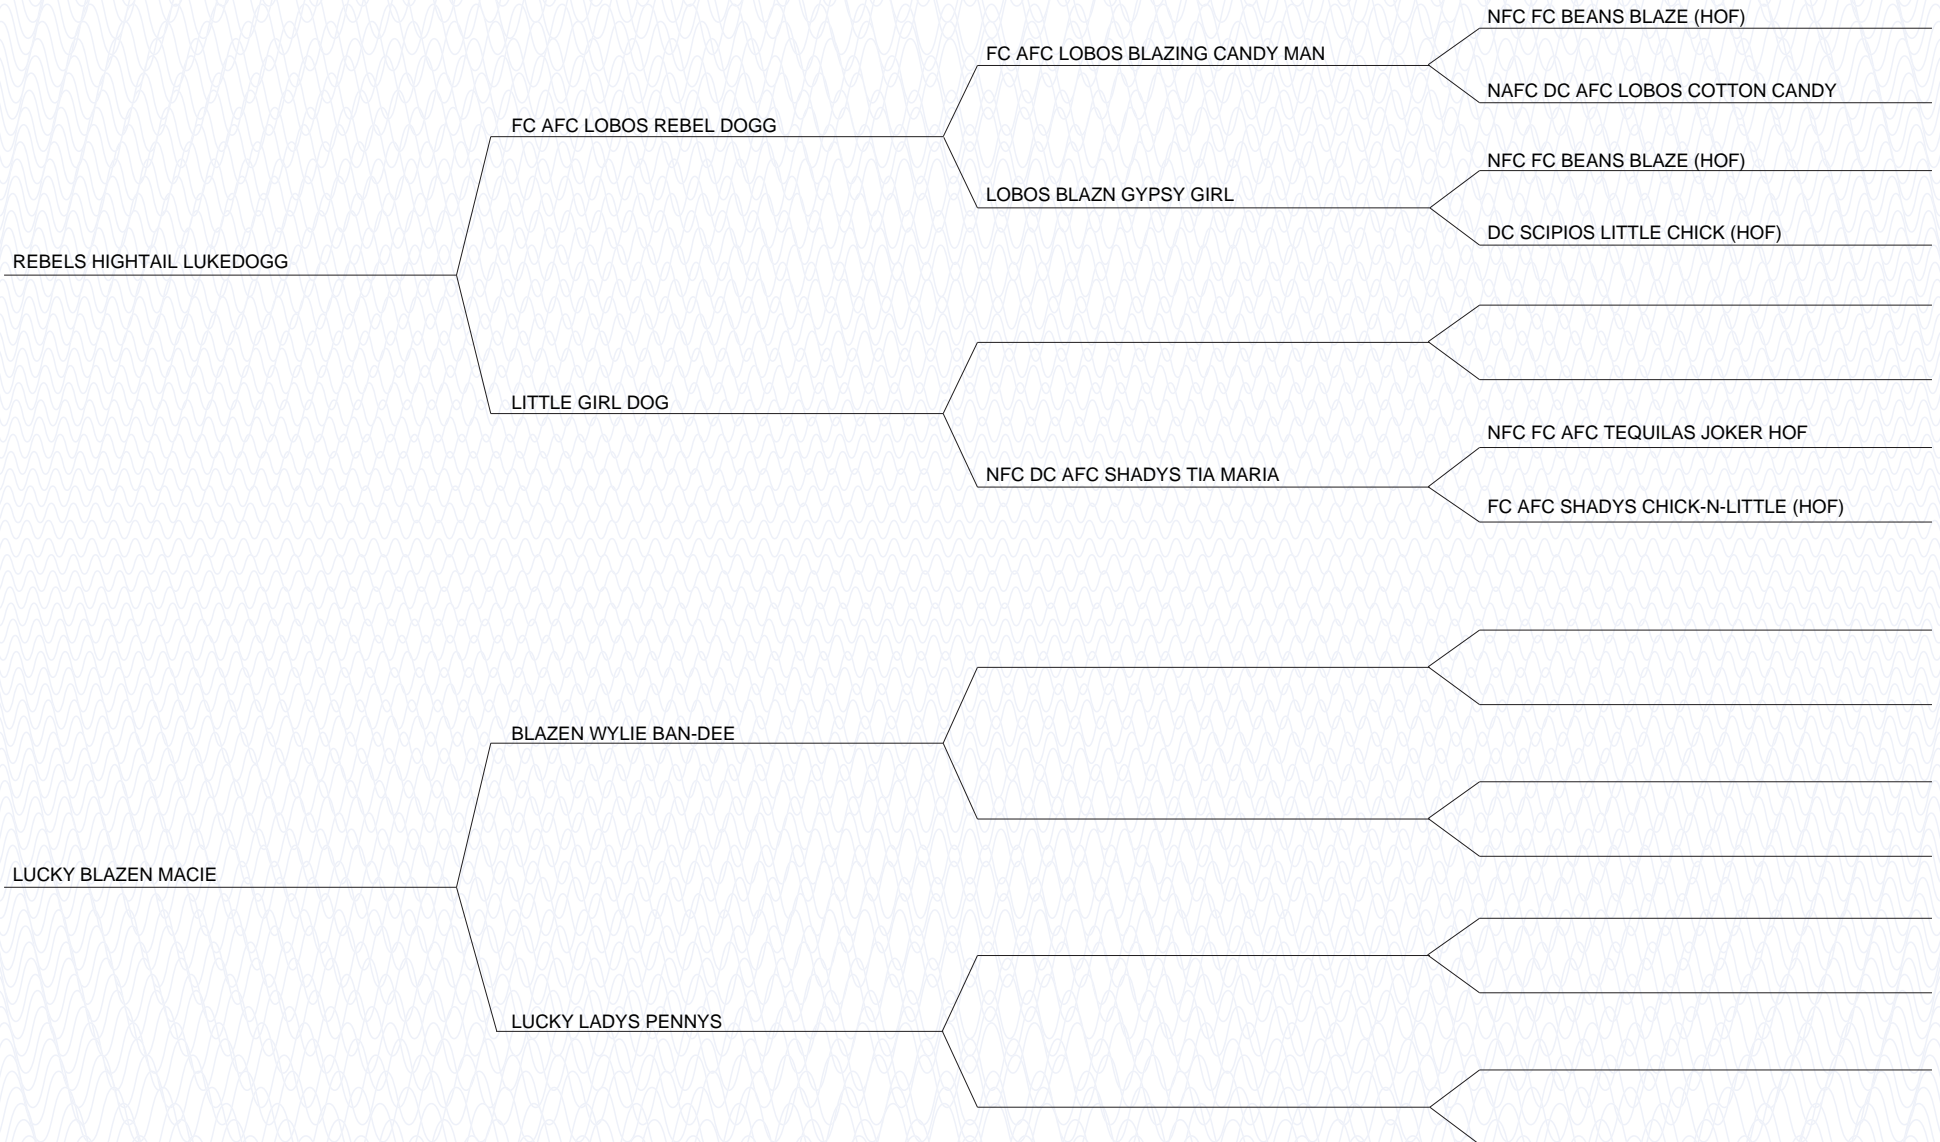 NFC FC BEANS BLAZE (HOF)
FC AFC LOBOS BLAZING CANDY MAN
NAFC DC AFC LOBOS COTTON CANDY
FC AFC LOBOS REBEL DOGG
NFC FC BEANS BLAZE (HOF)
LOBOS BLAZN GYPSY GIRL
DC SCIPIOS LITTLE CHICK (HOF)
REBELS HIGHTAIL LUKEDOGG
LITTLE GIRL DOG
NFC FC AFC TEQUILAS JOKER HOF
NFC DC AFC SHADYS TIA MARIA
FC AFC SHADYS CHICK-N-LITTLE (HOF)
BLAZEN WYLIE BAN-DEE
LUCKY BLAZEN MACIE
LUCKY LADYS PENNYS